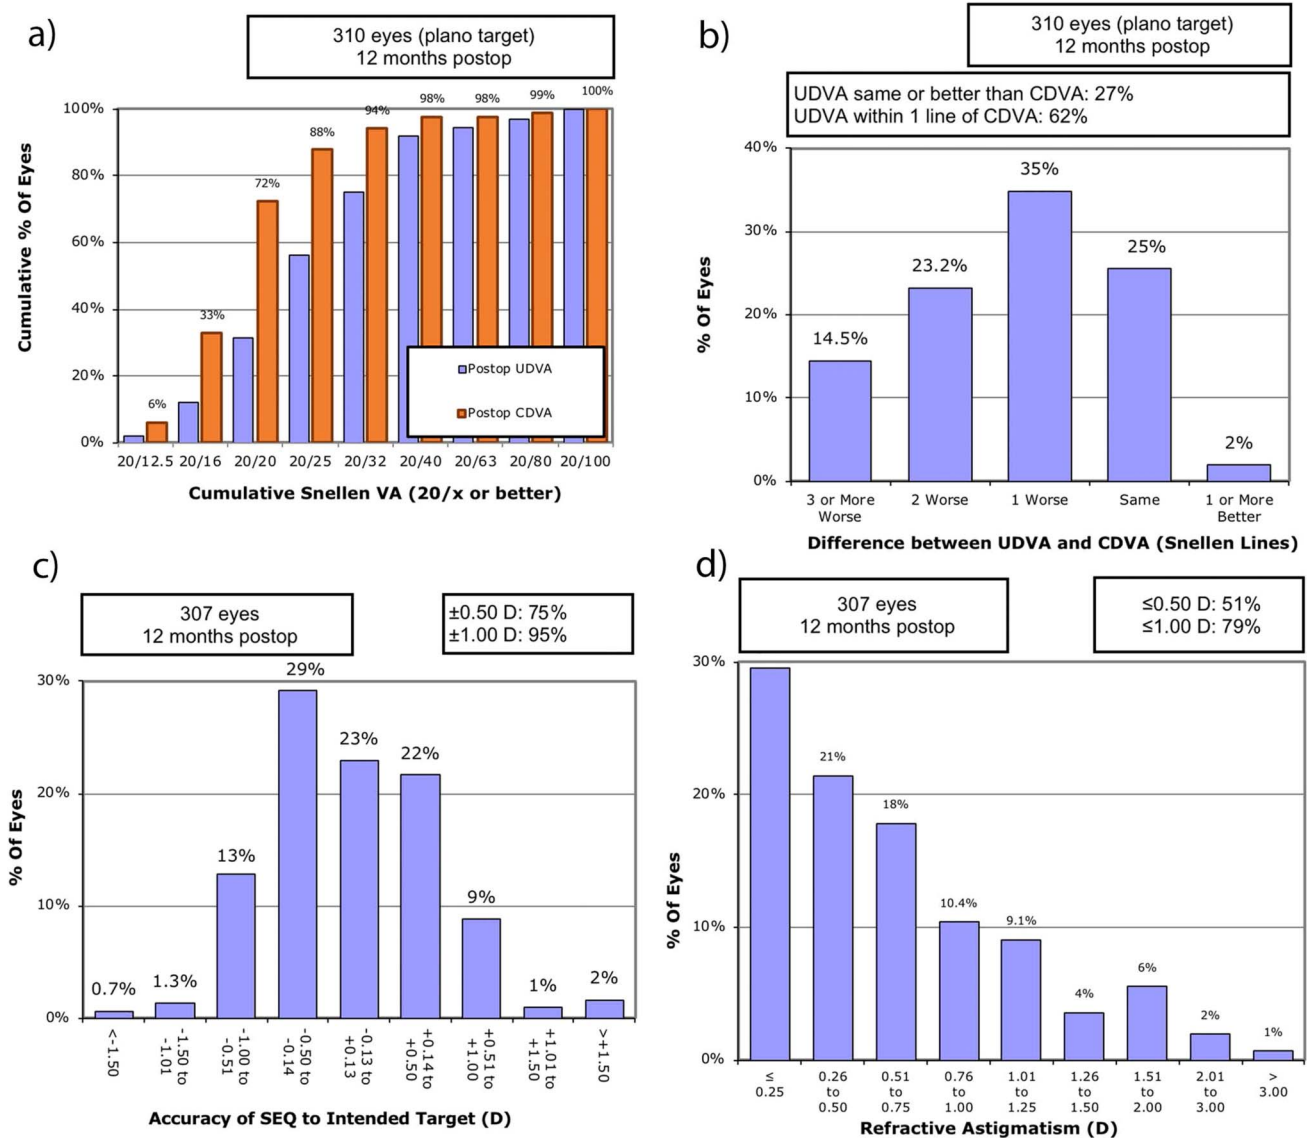 a)
310 eyes (plano target)
12 months postop
Cumulative % Of Eyes
100%
80%
60%
40%
20%
0%
6%
33%
72%
88%
94%
98%
98%
99%
100%
Postop UDVA
Postop CDVA
20/12.5 20/16 20/20 20/25 20/32 20/40 20/63 20/80 20/100
Cumulative Snellen VA (20/x or better)
b)
310 eyes (plano target)
12 months postop
UDVA same or better than CDVA: 27%
UDVA within 1 line of CDVA: 62%
% Of Eyes
40%
30%
20%
10%
0%
14.5%
23.2%
35%
25%
2%
3 or More
Worse
2 Worse
1 Worse
Same
1 or More
Better
Difference between UDVA and CDVA (Snellen Lines)
c)
307 eyes
12 months postop
±0.50 D: 75%
±1.00 D: 95%
% Of Eyes
30%
20%
10%
0%
0.7%
1.3%
13%
29%
23%
22%
9%
1%
2%
<-1.50
-1.50 to
-1.01
-1.00 to
-0.51
-0.50 to
-0.14
-0.13 to
+0.13
+0.14 to
+0.50
+0.51 to
+1.00
+1.01 to
+1.50
>+1.50
Accuracy of SEQ to Intended Target (D)
d)
307 eyes
12 months postop
≤0.50 D: 51%
≤1.00 D: 79%
% Of Eyes
30%
20%
10%
0%
21%
18%
10.4%
9.1%
4%
6%
2%
1%
≤
0.25
0.26
to
0.50
0.51
to
0.75
0.76
to
1.00
1.01
to
1.25
1.26
to
1.50
1.51
to
2.00
2.01
to
3.00
>
3.00
Refractive Astigmatism (D)